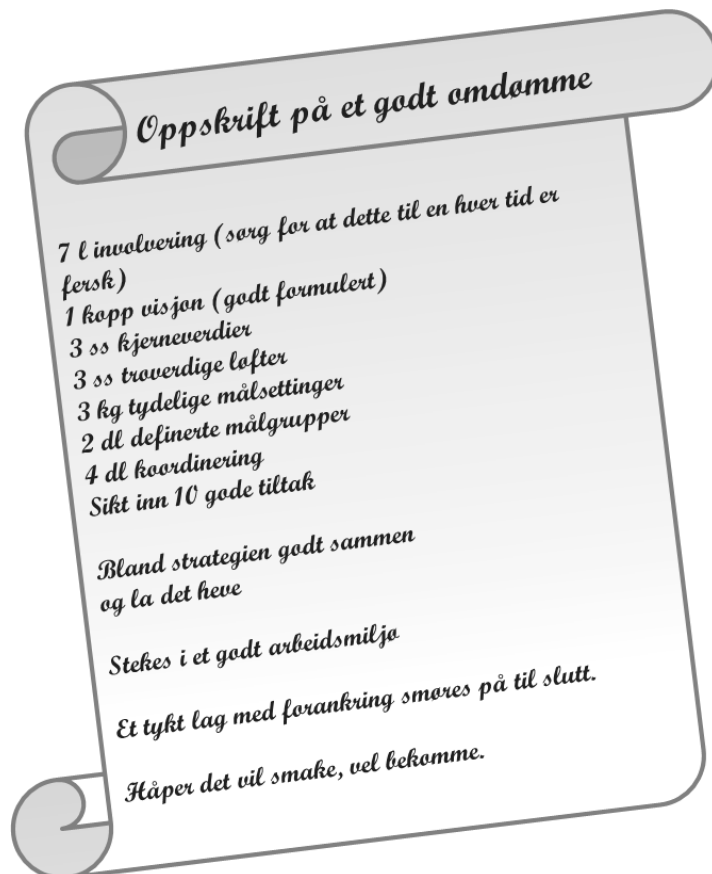 Oppskrift på et godt omdømme
7 l involvering (sørg for at dette til en hver tid er
fersk)
1 kopp visjon (godt formulert)
3 ss kjerneverdier
3 ss troverdige løfter
3 kg tydelige målsettinger
2 dl definerte målgrupper
4 dl koordinering
Sikt inn 10 gode tiltak
Bland strategien godt sammen
og la det heve
Stekes i et godt arbeidsmiljø
Et tykt lag med forankring smøres på til slutt.
Håper det vil smake, vel bekomme.